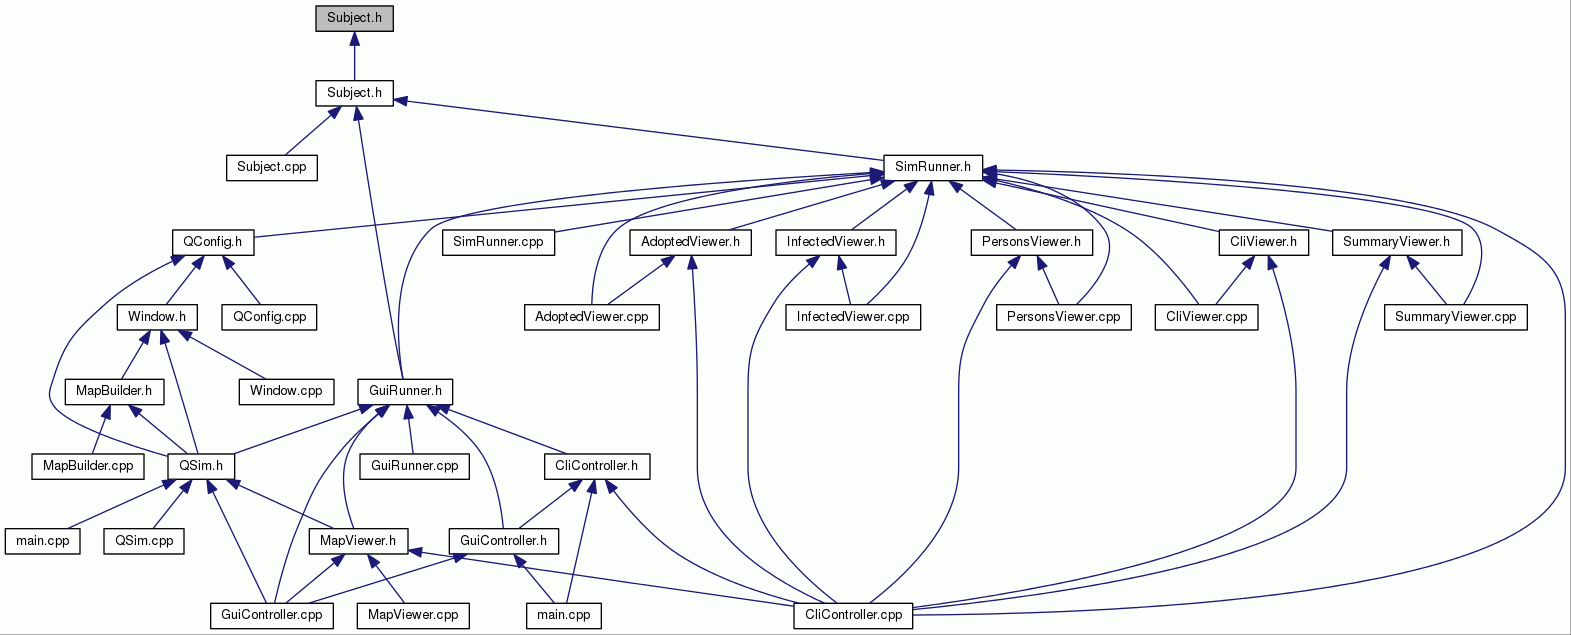 Subject.h
Subject.h
Subject.cpp
SimRunner.h
QConfig.h
SimRunner.cpp
AdoptedViewer.h
InfectedViewer.h
PersonsViewer.h
CliViewer.h
SummaryViewer.h
Window.h
QConfig.cpp
AdoptedViewer.cpp
InfectedViewer.cpp
PersonsViewer.cpp
CliViewer.cpp
SummaryViewer.cpp
MapBuilder.h
Window.cpp
GuiRunner.h
MapBuilder.cpp
QSim.h
GuiRunner.cpp
CliController.h
main.cpp
QSim.cpp
MapViewer.h
GuiController.h
GuiController.cpp
MapViewer.cpp
main.cpp
CliController.cpp